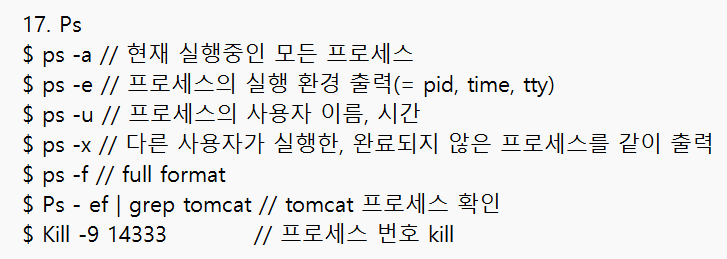 17. Ps
$ ps -a // 현재 실행중인 모든 프로세스
$ ps -e // 프로세스의 실행 환경 출력(= pid, time, tty)
$ ps -u // 프로세스의 사용자 이름, 시간
$ ps -x // 다른 사용자가 실행한, 완료되지 않은 프로세스를 같이 출력
$ ps -f // full format
$ Ps - ef | grep tomcat // tomcat 프로세스 확인
$ Kill -9 14333 // 프로세스 번호 kill